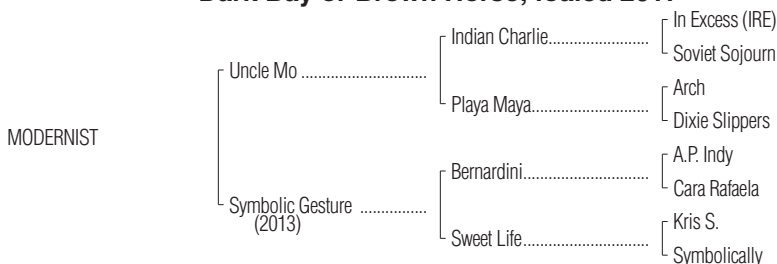 Dark Bay or Brown Horse; foaled 2017
In Excess (IRE)
Indian Charlie.......................
Soviet Sojourn
Uncle Mo .............................
Arch
Playa Maya...........................
Dixie Slippers
MODERNIST
A.P. Indy
Bernardini.............................
Cara Rafaela
Symbolic Gesture ................
(2013)
Kris S.
Sweet Life.............................
Symbolically